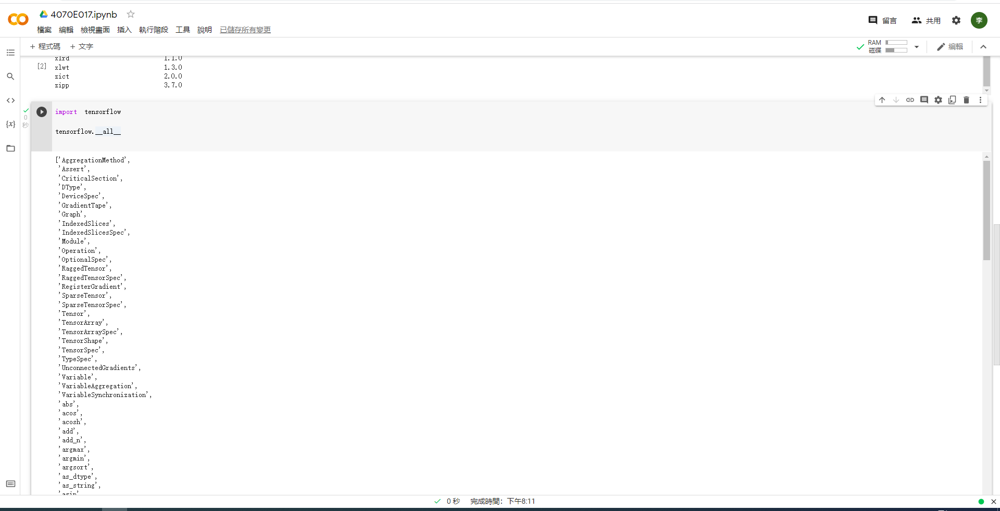 4070E017.ipynb
檔案 編輯 檢視畫面 插入 執行階段 工具 說明 已儲存所有變更
留言 共用 李
+ 程式碼 + 文字
RAM
磁碟
編輯
xlrd 1.1.0
[2]
xlwt 1.3.0
zict 2.0.0
zipp 3.7.0
0
秒
import tensorflow
tensorflow.__all__
['AggregationMethod',
'Assert',
'CriticalSection',
'DType',
'DeviceSpec',
'GradientTape',
'Graph',
'IndexedSlices',
'IndexedSlicesSpec',
'Module',
'Operation',
'OptionalSpec',
'RaggedTensor',
'RaggedTensorSpec',
'RegisterGradient',
'SparseTensor',
'SparseTensorSpec',
'Tensor',
'TensorArray',
'TensorArraySpec',
'TensorShape',
'TensorSpec',
'TypeSpec',
'UnconnectedGradients',
'Variable',
'VariableAggregation',
'VariableSynchronization',
'abs',
'acos',
'acosh',
'add',
'add_n',
'argmax',
'argmin',
'argsort',
'as_dtype',
'as_string',
'asin',
0 秒 完成時間：下午8:11